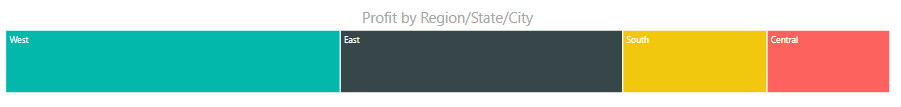 Profit by Region/State/City
West
East
South
Central